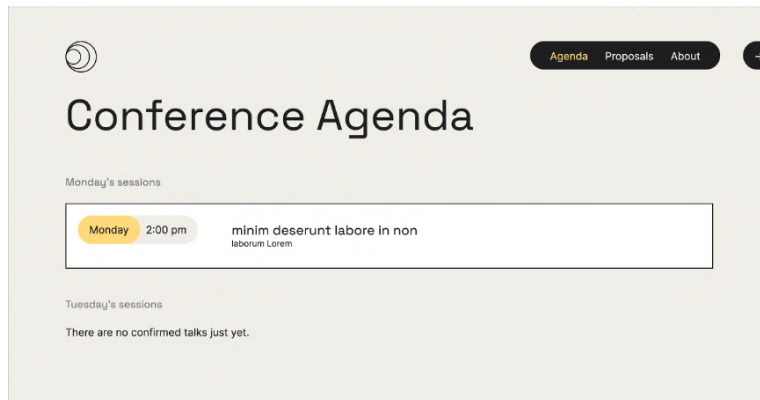 Agenda Proposals About
Conference Agenda
Monday's sessions
Monday 2:00 pm
minim deserunt labore in non
laborum Lorem
Tuesday's sessions
There are no confirmed talks just yet.